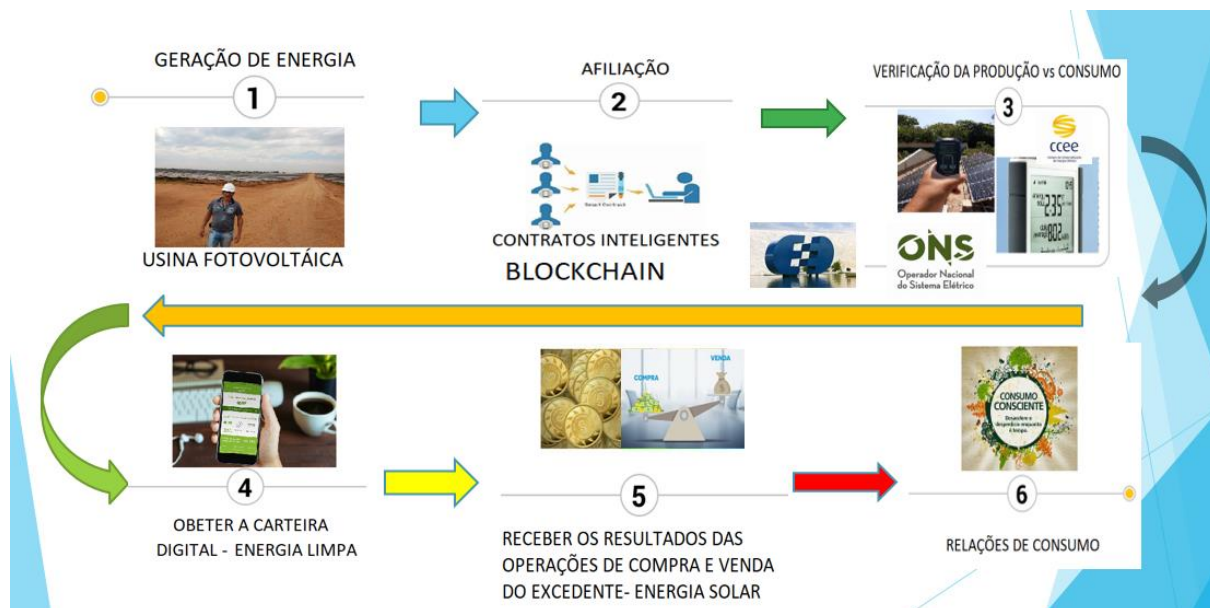 GERAÇÃO DE ENERGIA
1
USINA FOTOVOLTÁICA
AFILIAÇÃO
2
CONTRATOS INTELIGENTES
BLOCKCHAIN
VERIFICAÇÃO DA PRODUÇÃO vs CONSUMO
3
ccee
ONS
Operador Nacional
do Sistema Elétrico
4
OBETER A CARTEIRA
DIGITAL - ENERGIA LIMPA
COMPRA
VENDA
5
RECEBER OS RESULTADOS DAS
OPERAÇÕES DE COMPRA E VENDA
DO EXCEDENTE- ENERGIA SOLAR
CONSUMO
CONSCIENTE
6
RELAÇÕES DE CONSUMO